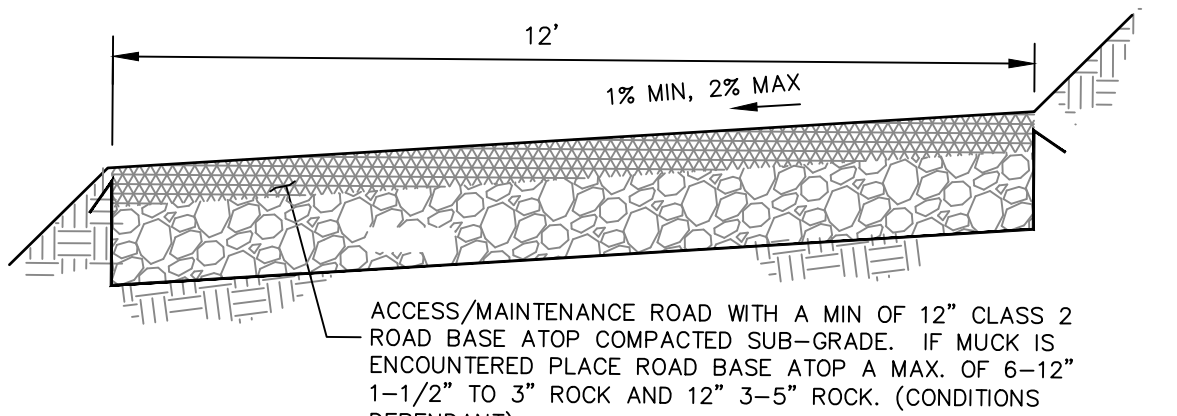 12'
1% MIN, 2% MAX
ACCESS/MAINTENANCE ROAD WITH A MIN OF 12" CLASS 2
ROAD BASE ATOP COMPACTED SUB-GRADE. IF MUCK IS
ENCOUNTERED PLACE ROAD BASE ATOP A MAX. OF 6-12"
1-1/2" TO 3" ROCK AND 12" 3-5" ROCK. (CONDITIONS